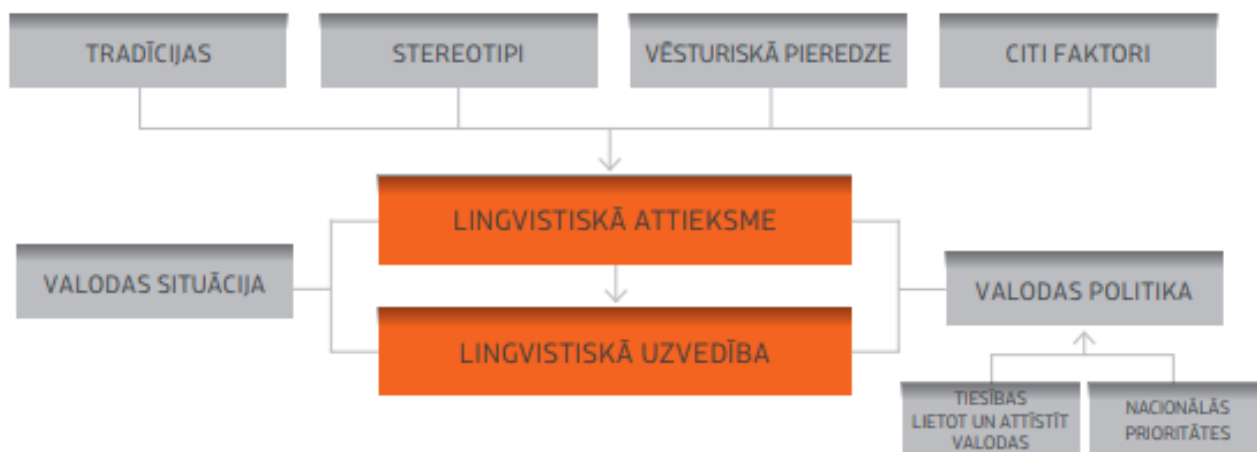 TRADĪCIJAS
STEREOTIPI
VĒSTURISKĀ PIEREDZE
CITI FAKTORI
LINGVISTISKĀ ATTIEKSME
VALODAS SITUĀCIJA
VALODAS POLITIKA
LINGVISTISKĀ UZVEDĪBA
TIESĪBAS
LIETOT UN ATTĪSTĪT
VALODAS
NACIONĀLĀS
PRIORITĀTES